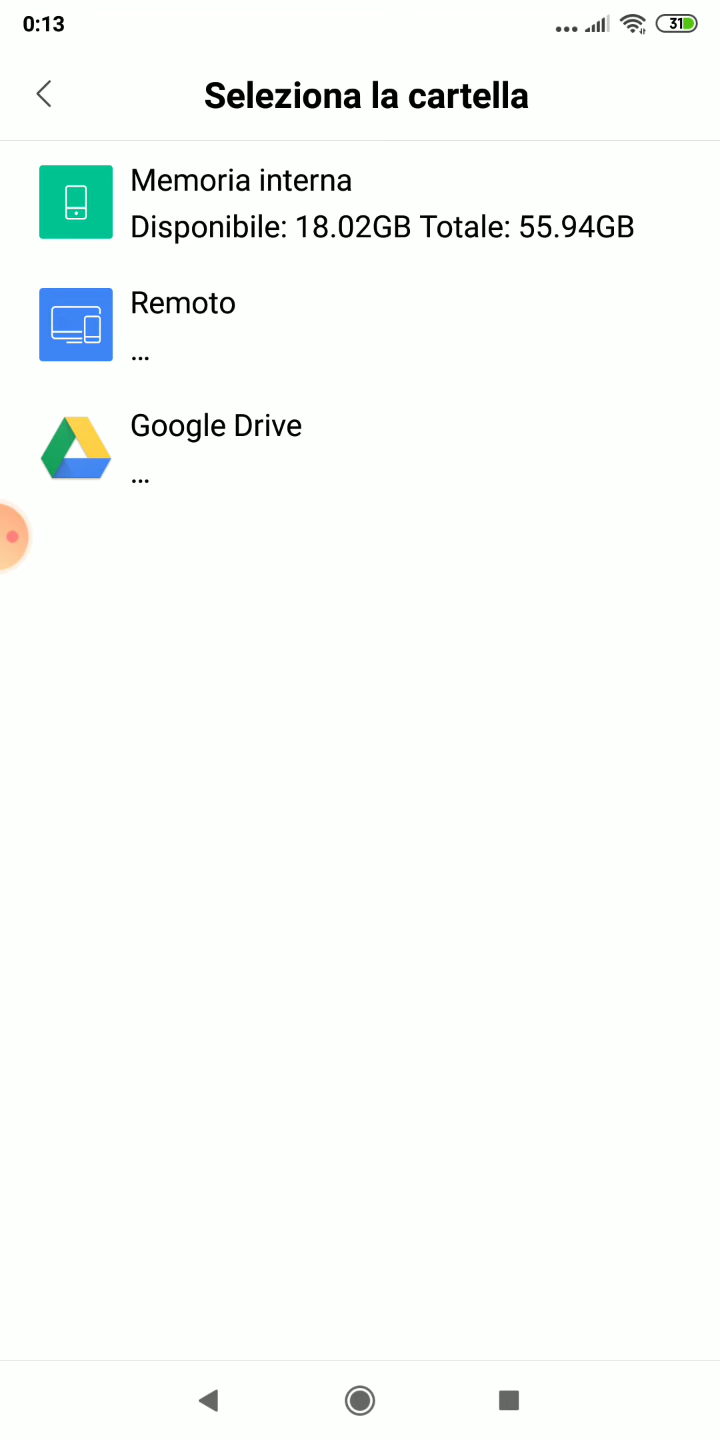 0:13
31
Seleziona la cartella
Memoria interna
Disponibile: 18.02GB Totale: 55.94GB
Remoto
...
Google Drive
...